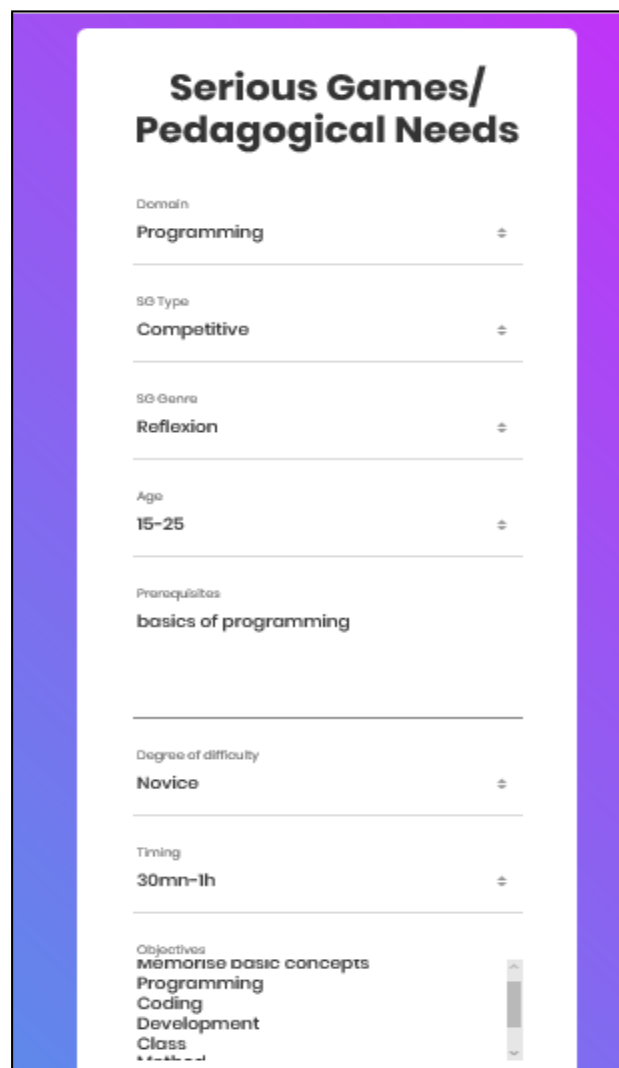 Serious Games/
Pedagogical Needs
Domain
Programming
SG Type
Competitive
SG Genre
Reflexion
Age
15-25
Prerequisites
basics of programming
Degree of difficulty
Novice
Timing
30mn-1h
Objectives
Memorise basic concepts
Programming
Coding
Development
Class
Method